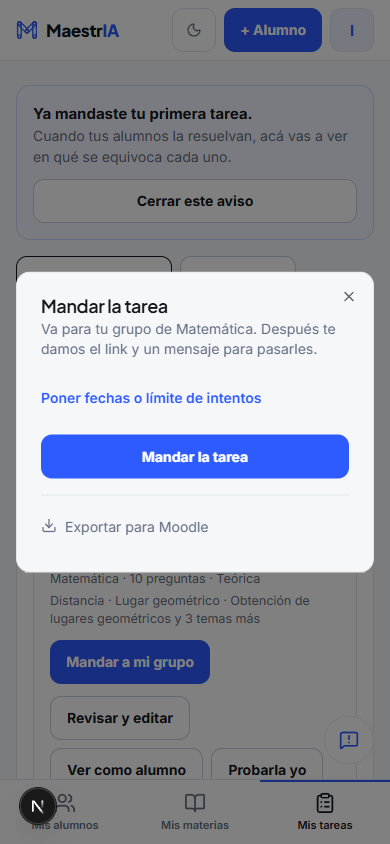 MaestrIA
+ Alumno
I
Ya mandaste tu primera tarea.
Cuando tus alumnos la resuelvan, acá vas a ver
en qué se equivoca cada uno.
Cerrar este aviso
Mandar la tarea
Va para tu grupo de Matemática. Después te
damos el link y un mensaje para pasarles.
Poner fechas o límite de intentos
Mandar la tarea
Exportar para Moodle
Matemática · 10 preguntas · Teórica
Distancia · Lugar geométrico · Obtención de
lugares geométricos y 3 temas más
Mandar a mi grupo
Revisar y editar
Ver como alumno
Probarla yo
N
Mis alumnos
Mis materias
Mis tareas